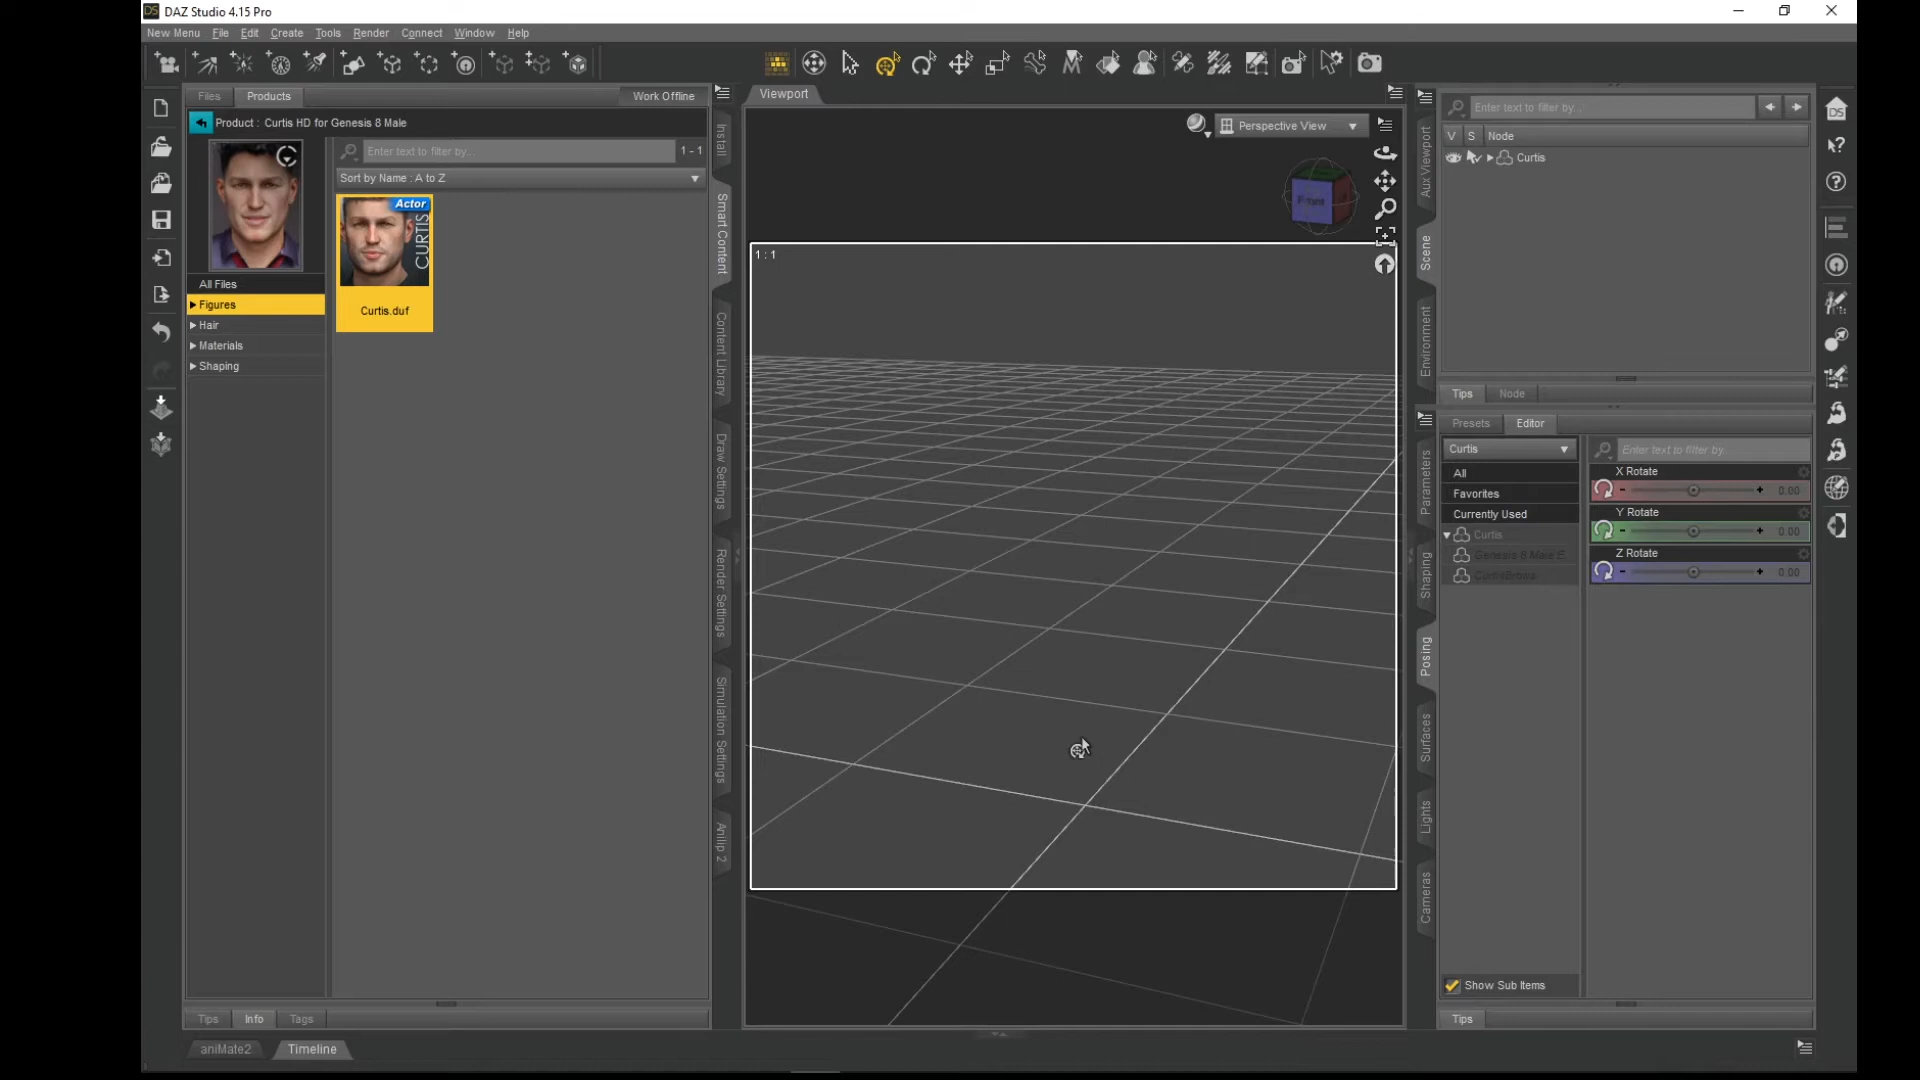 DS DAZ Studio 4.15 Pro
New Menu File Edit Create Tools Render Connect Window Help
Files Products Work Offline
Product : Curtis HD for Genesis 8 Male
Enter text to filter by... 1 - 1
Sort by Name : A to Z
Actor
CURTIS
Curtis.duf
All Files
Figures
Hair
Materials
Shaping
Tips Info Tags
aniMate2 Timeline
Install
Smart Content
Content Library
Draw Settings
Render Settings
Simulation Settings
Viewport
Perspective View
Front
1 : 1
Aux Viewport
Scene
Environment
Parameters
Shaping
Posing
Surfaces
Lights
Cameras
Enter text to filter by...
V S Node
Curtis
Tips Node
Presets Editor
Curtis
Enter text to filter by...
All
Favorites
Currently Used
Curtis
Genesis 8 Male E
X Rotate
0.00
Y Rotate
0.00
Z Rotate
0.00
Show Sub Items
Tips
DS